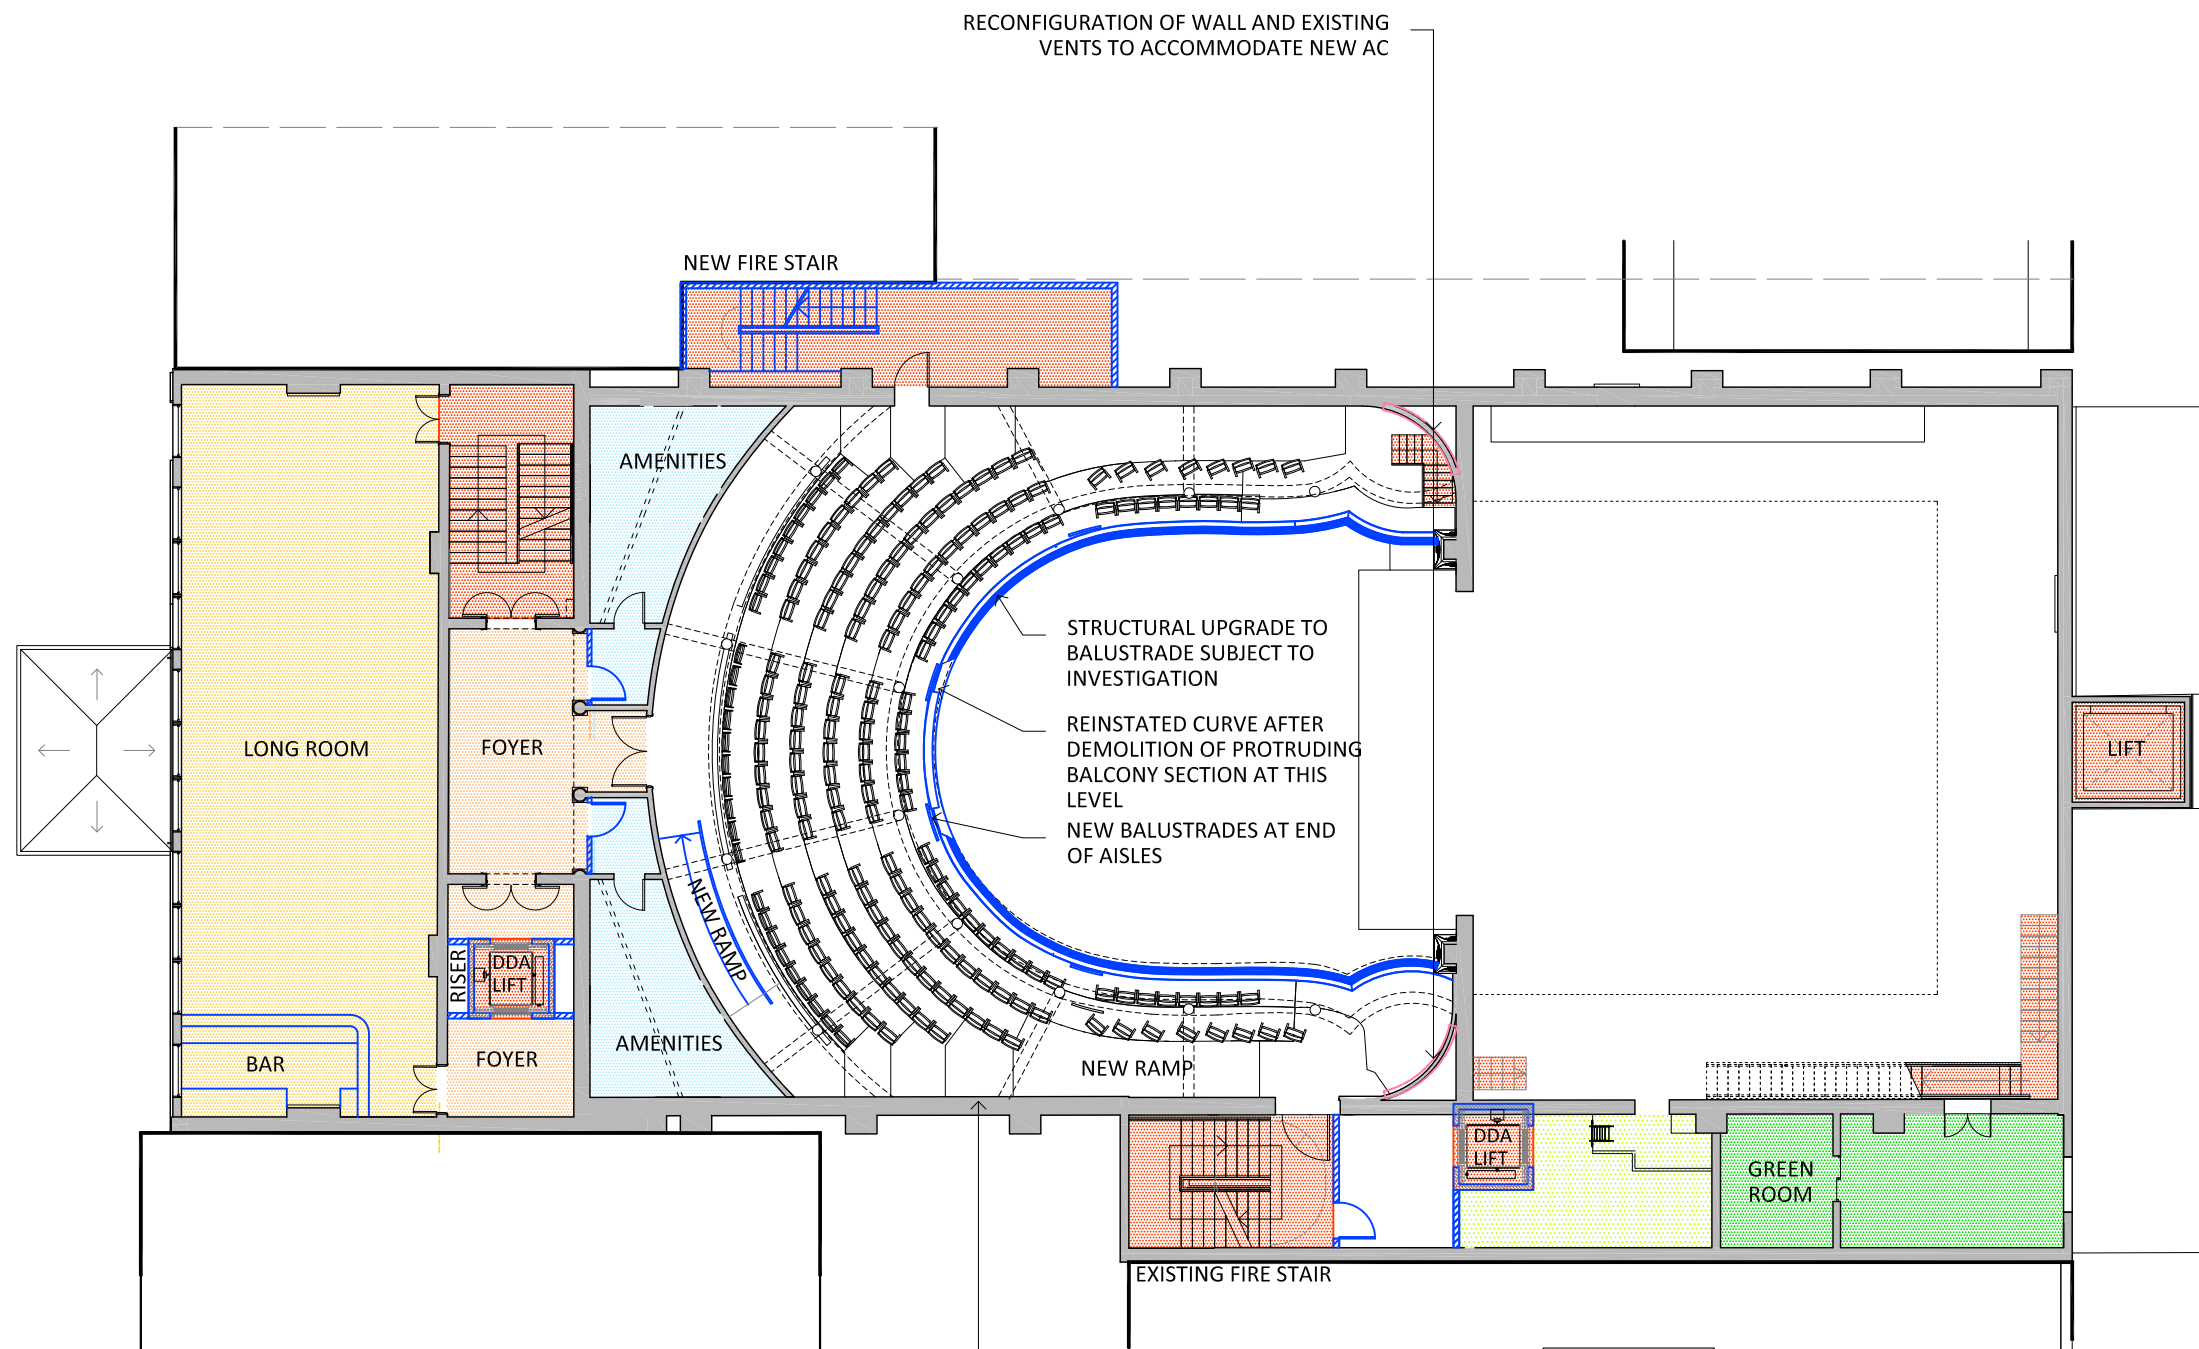 RECONFIGURATION OF WALL AND EXISTING
VENTS TO ACCOMMODATE NEW AC
NEW FIRE STAIR
AMENITIES
STRUCTURAL UPGRADE TO
BALUSTRADE SUBJECT TO
INVESTIGATION
REINSTATED CURVE AFTER
DEMOLITION OF PROTRUDING
BALCONY SECTION AT THIS
LEVEL
NEW BALUSTRADES AT END
OF AISLES
LONG ROOM
FOYER
LIFT
NEW RAMP
RISER
DDA
LIFT
BAR
FOYER
AMENITIES
NEW RAMP
DDA
LIFT
GREEN
ROOM
EXISTING FIRE STAIR